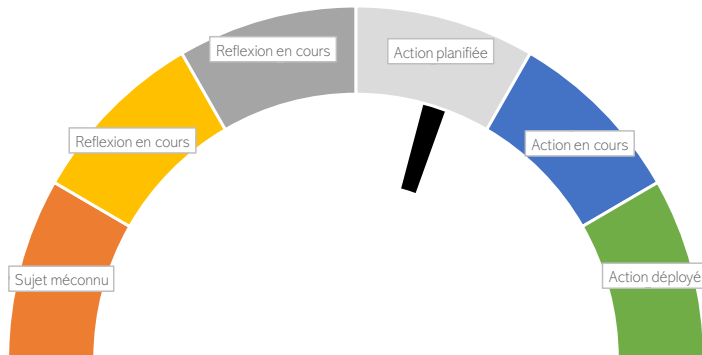 Reflexion en cours
Action planifiée
Reflexion en cours
Action en cours
Sujet méconnu
Action déployé